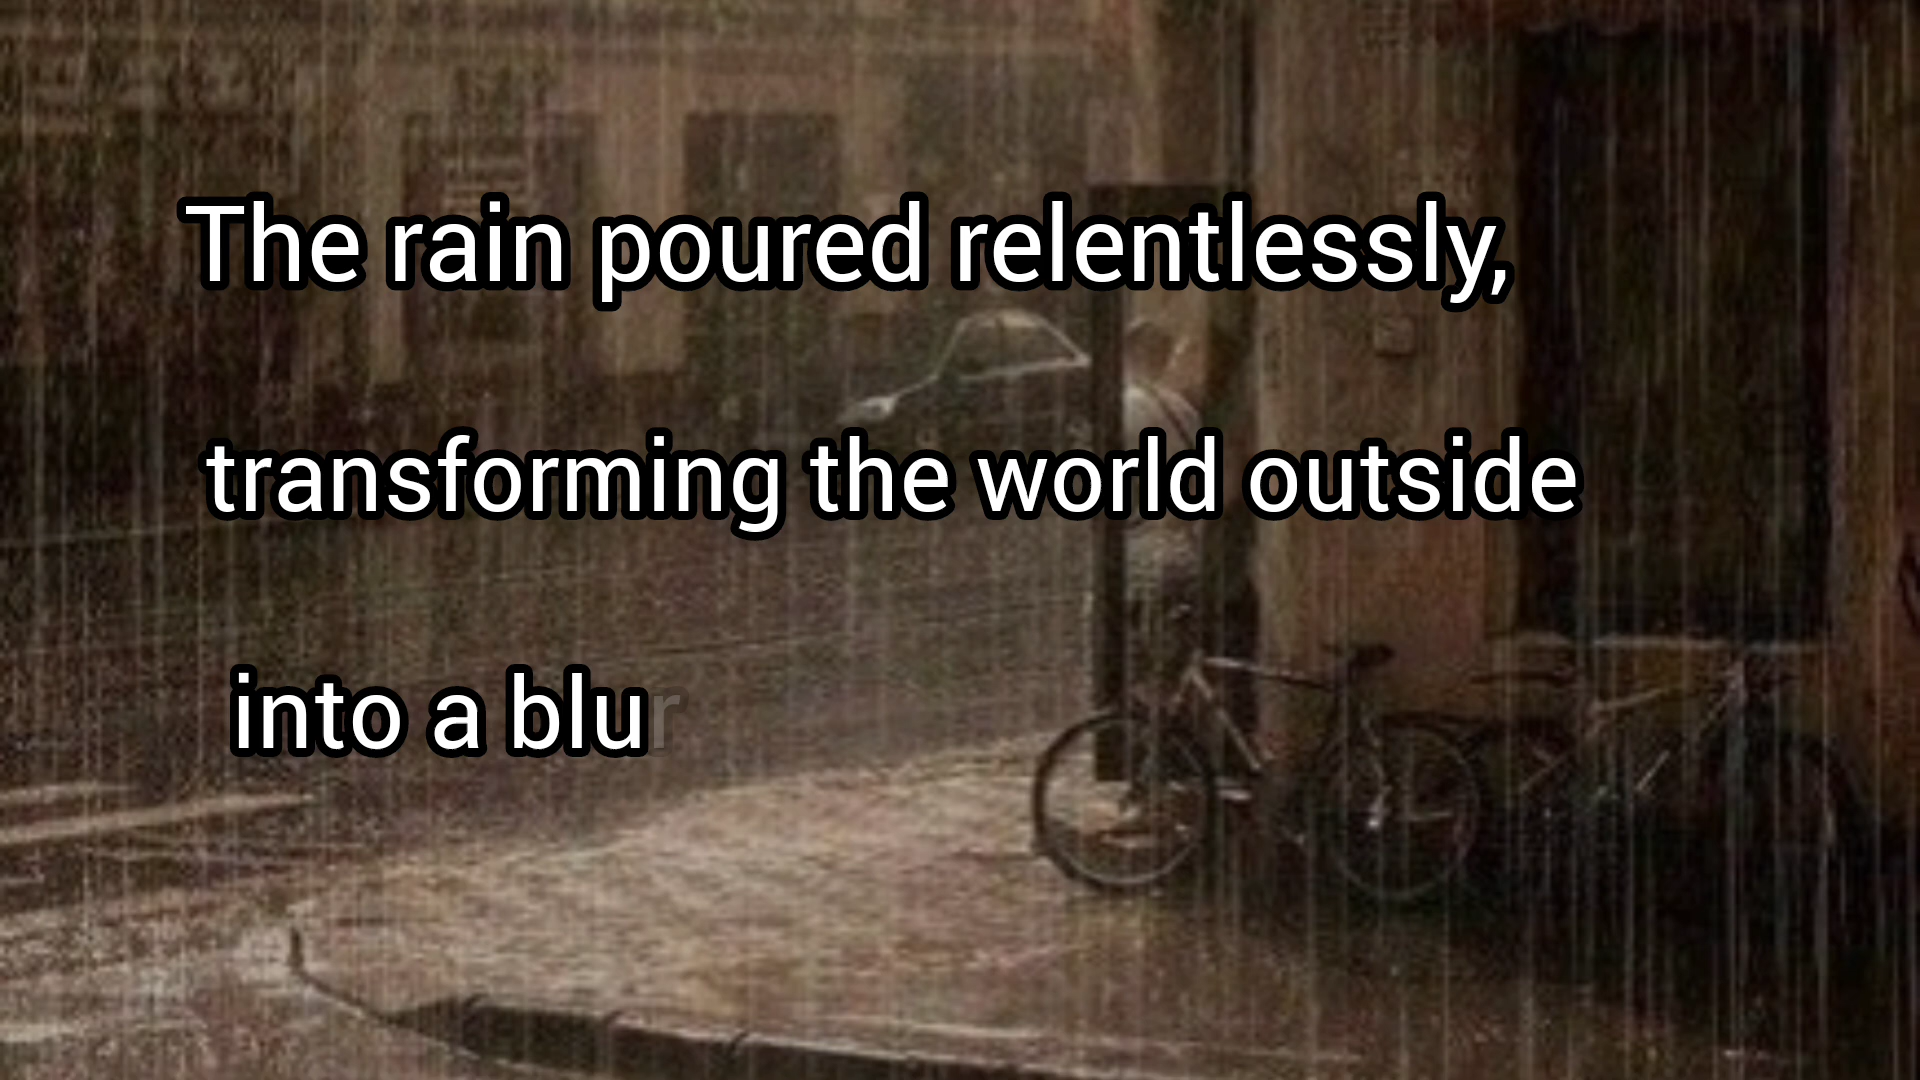 The rain poured relentlessly,
transforming the world outside
into a blur